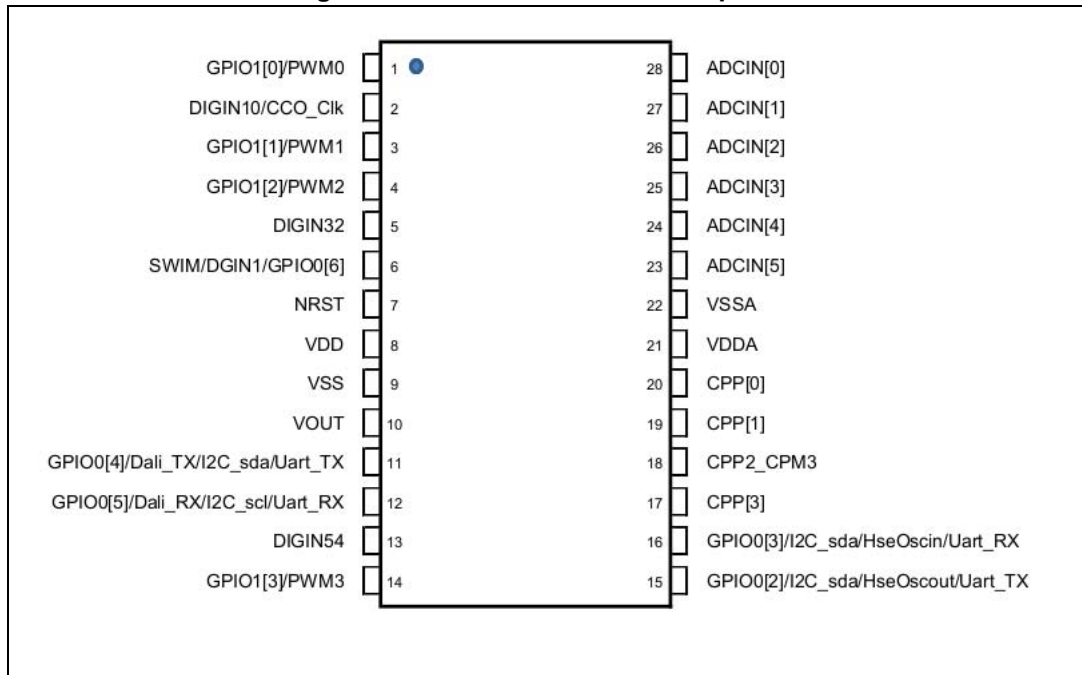 GPIO1[0]/PWM0 1 28 ADCIN[0]
DIGIN10/CCO_Clk 2 27 ADCIN[1]
GPIO1[1]/PWM1 3 26 ADCIN[2]
GPIO1[2]/PWM2 4 25 ADCIN[3]
DIGIN32 5 24 ADCIN[4]
SWIM/DGIN1/GPIO0[6] 6 23 ADCIN[5]
NRST 7 22 VSSA
VDD 8 21 VDDA
VSS 9 20 CPP[0]
VOUT 10 19 CPP[1]
GPIO0[4]/Dali_TX/I2C_sda/Uart_TX 11 18 CPP2_CPM3
GPIO0[5]/Dali_RX/I2C_scl/Uart_RX 12 17 CPP[3]
DIGIN54 13 16 GPIO0[3]/I2C_sda/HseOscin/Uart_RX
GPIO1[3]/PWM3 14 15 GPIO0[2]/I2C_sda/HseOscout/Uart_TX